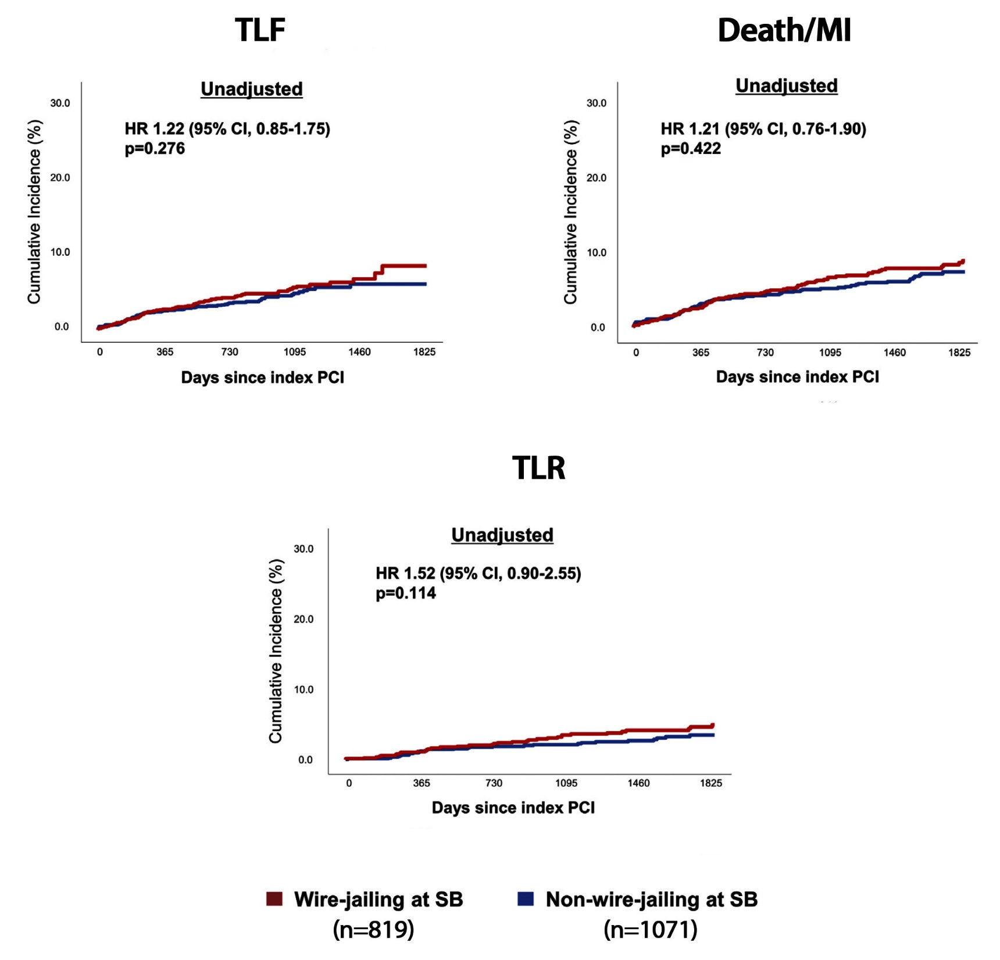 TLF
Unadjusted
HR 1.22 (95% CI, 0.85-1.75)
p=0.276
Cumulative Incidence (%)
30.0
20.0
10.0
0.0
0 365 730 1095 1460 1825
Days since index PCI
Death/MI
Unadjusted
HR 1.21 (95% CI, 0.76-1.90)
p=0.422
Cumulative Incidence (%)
30.0
20.0
10.0
0.0
0 365 730 1095 1460 1825
Days since index PCI
TLR
Unadjusted
HR 1.52 (95% CI, 0.90-2.55)
p=0.114
Cumulative Incidence (%)
30.0
20.0
10.0
0.0
0 365 730 1095 1460 1825
Days since index PCI
Wire-jailing at SB
(n=819)
Non-wire-jailing at SB
(n=1071)